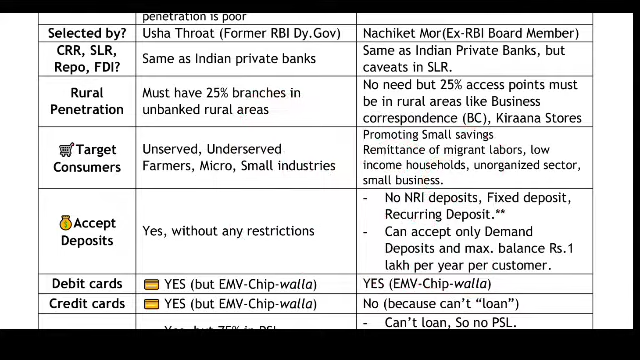 penetration is poor
Selected by? Usha Throat (Former RBI Dy.Gov) Nachiket Mor(Ex-RBI Board Member)
CRR, SLR,
Repo, FDI?
Same as Indian private banks
Same as Indian Private Banks, but
caveats in SLR.
Rural
Penetration
Must have 25% branches in
unbanked rural areas
No need but 25% access points must
be in rural areas like Business
correspondence (BC), Kiraana Stores
Target
Consumers
Unserved, Underserved
Farmers, Micro, Small industries
Promoting Small savings
Remittance of migrant labors, low
income households, unorganized sector,
small business.
Accept
Deposits
Yes, without any restrictions
- No NRI deposits, Fixed deposit,
Recurring Deposit.**
- Can accept only Demand
Deposits and max. balance Rs.1
lakh per year per customer.
Debit cards YES (but EMV-Chip-walla) YES (EMV-Chip-walla)
Credit cards YES (but EMV-Chip-walla) No (because can't "loan")
Yes, but 75% in PSL
- Can't loan, So no PSL.